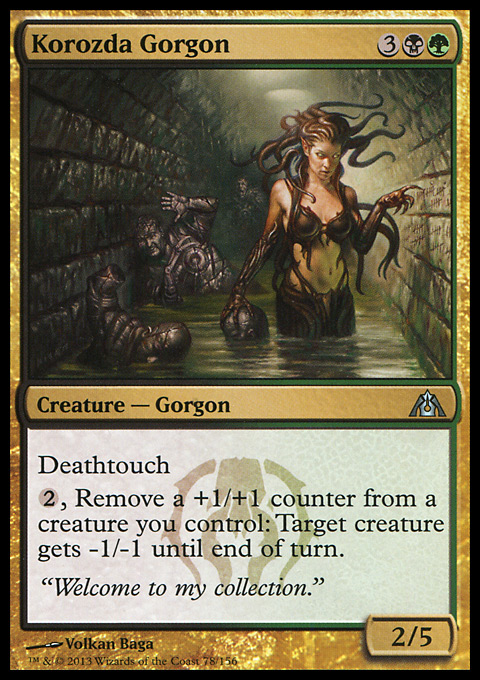 Korozda Gorgon 3
Creature — Gorgon
Deathtouch
2, Remove a +1/+1 counter from a
creature you control: Target creature
gets -1/-1 until end of turn.
“Welcome to my collection.”
2/5
Volkan Baga
™ & © 2013 Wizards of the Coast 78/156